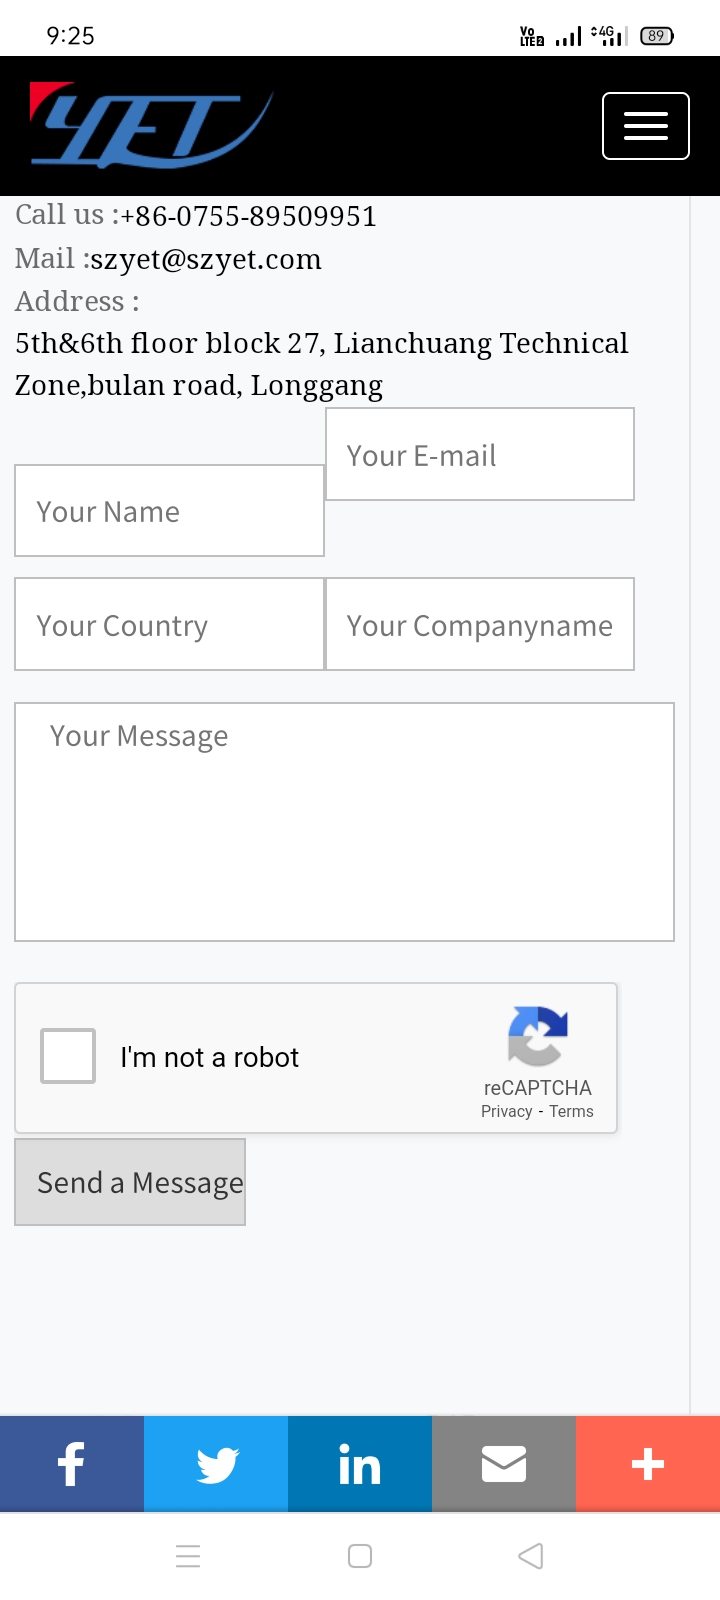 9:25
Vo LTE2 4G 89
YET
Call us :+86-0755-89509951
Mail :szyet@szyet.com
Address :
5th&6th floor block 27, Lianchuang Technical
Zone,bulan road, Longgang
Your E-mail
Your Name
Your Country
Your Companyname
Your Message
I'm not a robot
reCAPTCHA
Privacy - Terms
Send a Message